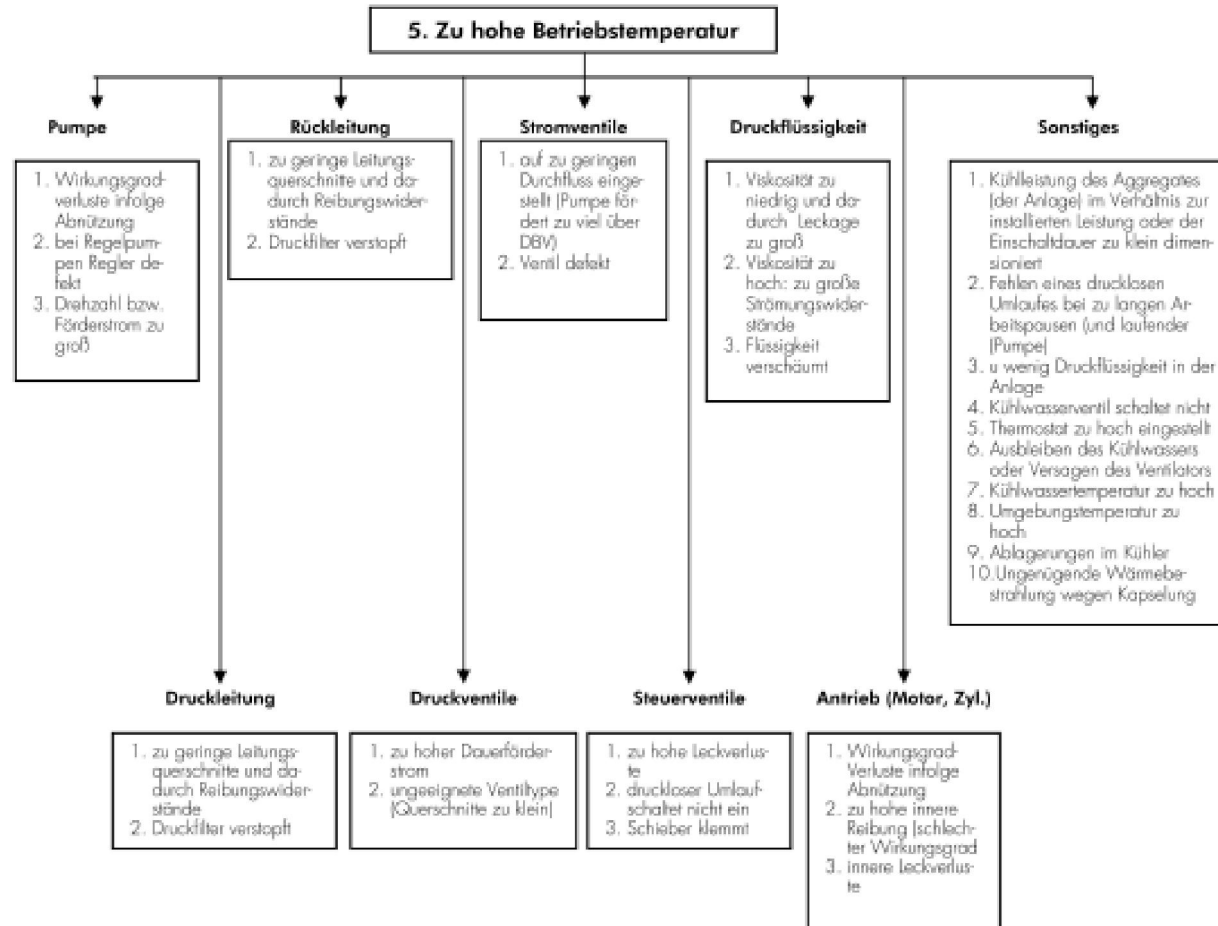 5. Zu hohe Betriebstemperatur
Pumpe
1. Wirkungsgrad-
verluste infolge
Abnützung
2. bei Regelpum-
pen Regler de-
fekt
3. Drehzahl bzw.
Förderstrom zu
groß
Rückleitung
1. zu geringe Leitungs-
querschnitte und da-
durch Reibungswider-
stände
2. Druckfilter verstopft
Stromventile
1. auf zu geringen
Durchfluss einge-
stellt (Pumpe för-
dert zu viel über
DBV)
2. Ventil defekt
Druckflüssigkeit
1. Viskosität zu
niedrig und da-
durch Leckage
zu groß
2. Viskosität zu
hoch: zu große
Strömungswider-
stände
3. Flüssigkeit
verschäumt
Sonstiges
1. Kühlleistung des Aggregates
(der Anlage) im Verhältnis zur
installierten Leistung oder der
Einschaltdauer zu klein dimen-
sioniert
2. Fehlen eines drucklosen
Umlaufes bei zu langen Ar-
beitspausen (und laufender
(Pumpe(
3. u wenig Druckflüssigkeit in der
Anlage
4. Kühlwasserventil schaltet nicht
5. Thermostat zu hoch eingestellt
6. Ausbleiben des Kühlwassers
oder Versagen des Ventilators
7. Kühlwassertemperatur zu hoch
8. Umgebungstemperatur zu
hoch
9. Ablagerungen im Kühler
10.Ungenügende Wärmebe-
strahlung wegen Kapselung
Druckleitung
1. zu geringe Leitungs-
querschnitte und da-
durch Reibungswider-
stände
2. Druckfilter verstopft
Druckventile
1. zu hoher Dauerförder-
strom
2. ungeeignete Ventiltype
(Querschnitte zu klein)
Steuerventile
1. zu hohe Leckverlus-
te
2. druckloser Umlauf-
schaltet nicht ein
3. Schieber klemmt
Antrieb (Motor, Zyl.)
1. Wirkungsgrad-
Verluste infolge
Abnützung
2. zu hohe innere
Reibung (schlech-
ter Wirkungsgrad
3. innere Leckverlus-
te